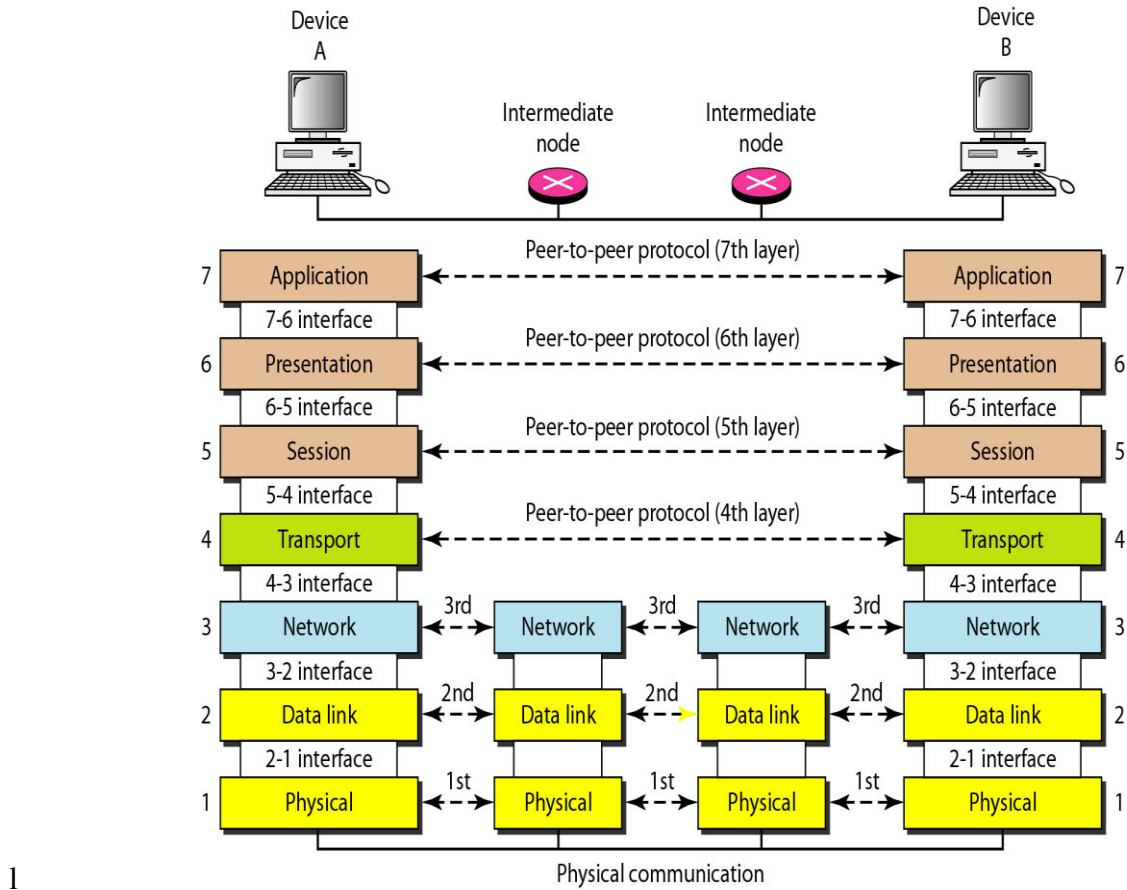 Device
A
Device
B
Intermediate
node
Intermediate
node
Peer-to-peer protocol (7th layer)
7 Application Application 7
7-6 interface 7-6 interface
Peer-to-peer protocol (6th layer)
6 Presentation Presentation 6
6-5 interface 6-5 interface
Peer-to-peer protocol (5th layer)
5 Session Session 5
5-4 interface 5-4 interface
Peer-to-peer protocol (4th layer)
4 Transport Transport 4
4-3 interface 4-3 interface
3rd 3rd 3rd
3 Network Network Network Network 3
3-2 interface 3-2 interface
2nd 2nd 2nd
2 Data link Data link Data link Data link 2
2-1 interface 2-1 interface
1st 1st 1st
1 Physical Physical Physical Physical 1
Physical communication
1